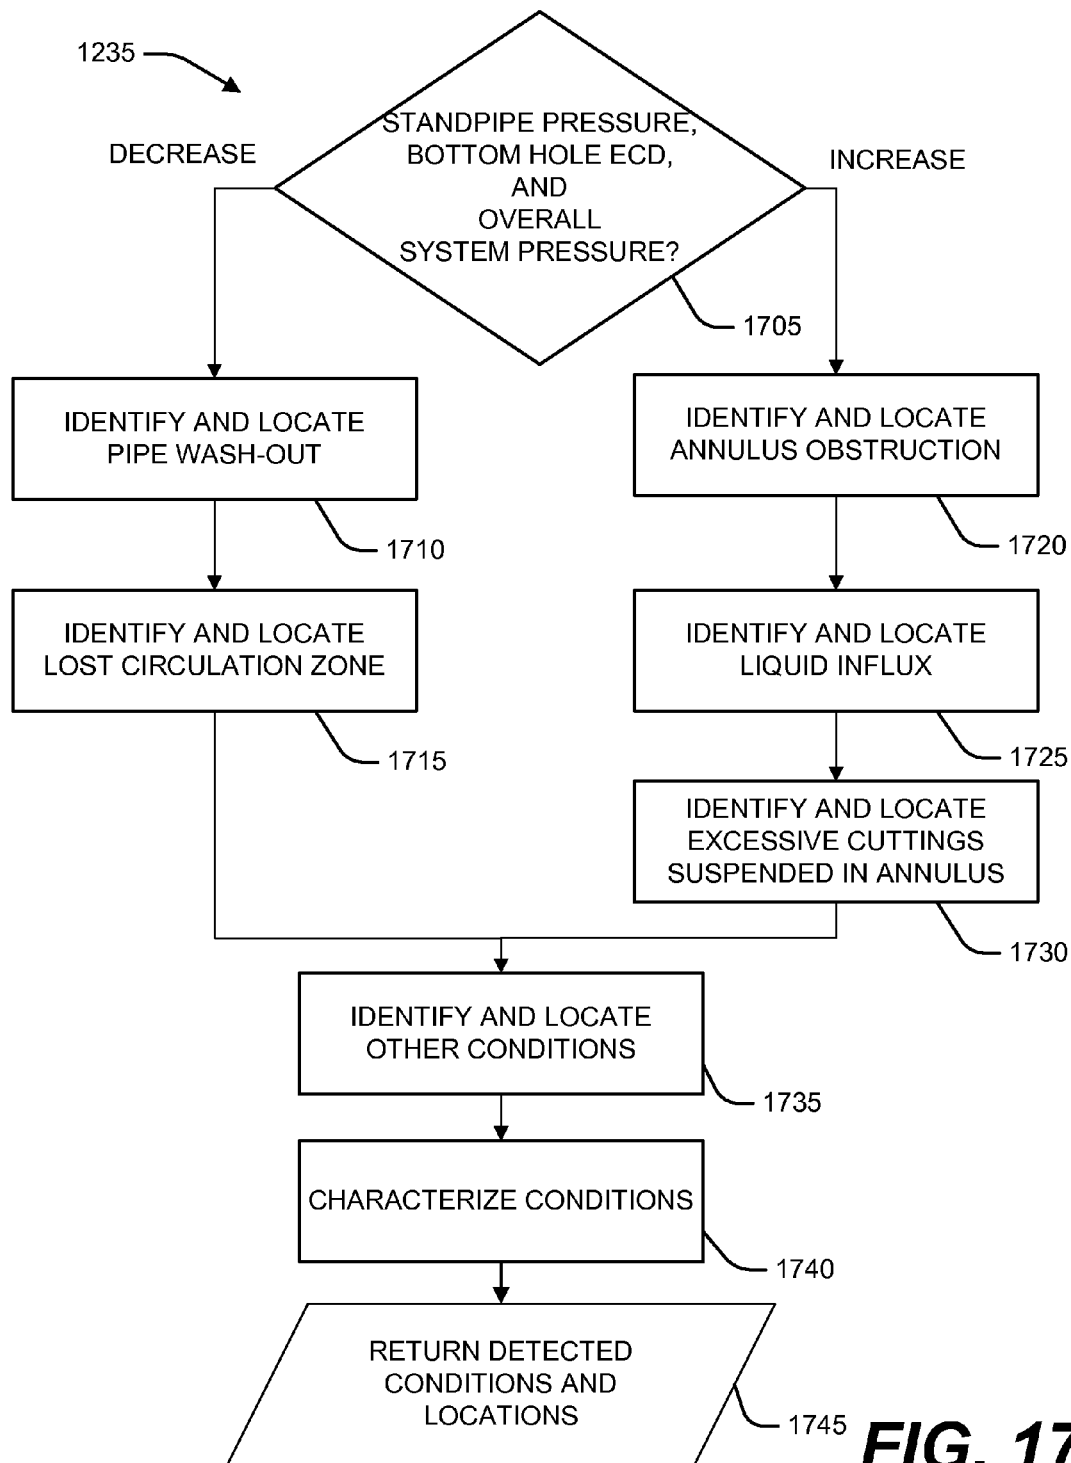 1235
STANDPIPE PRESSURE,
BOTTOM HOLE ECD,
AND
OVERALL
SYSTEM PRESSURE?
DECREASE
INCREASE
1705
IDENTIFY AND LOCATE
PIPE WASH-OUT
1710
IDENTIFY AND LOCATE
LOST CIRCULATION ZONE
1715
IDENTIFY AND LOCATE
ANNULUS OBSTRUCTION
1720
IDENTIFY AND LOCATE
LIQUID INFLUX
1725
IDENTIFY AND LOCATE
EXCESSIVE CUTTINGS
SUSPENDED IN ANNULUS
1730
IDENTIFY AND LOCATE
OTHER CONDITIONS
1735
CHARACTERIZE CONDITIONS
1740
RETURN DETECTED
CONDITIONS AND
LOCATIONS
1745
FIG. 17